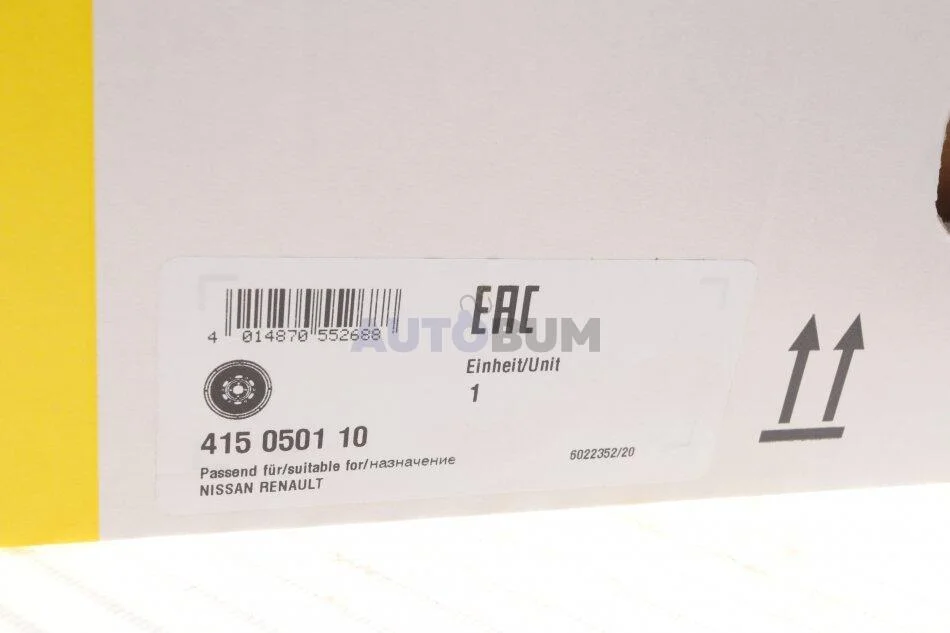 EAC
4 014870 552688
AUTOBUM
Einheit/Unit
1
415 0501 10
Passend für/suitable for/назначение
NISSAN RENAULT
6022352/20